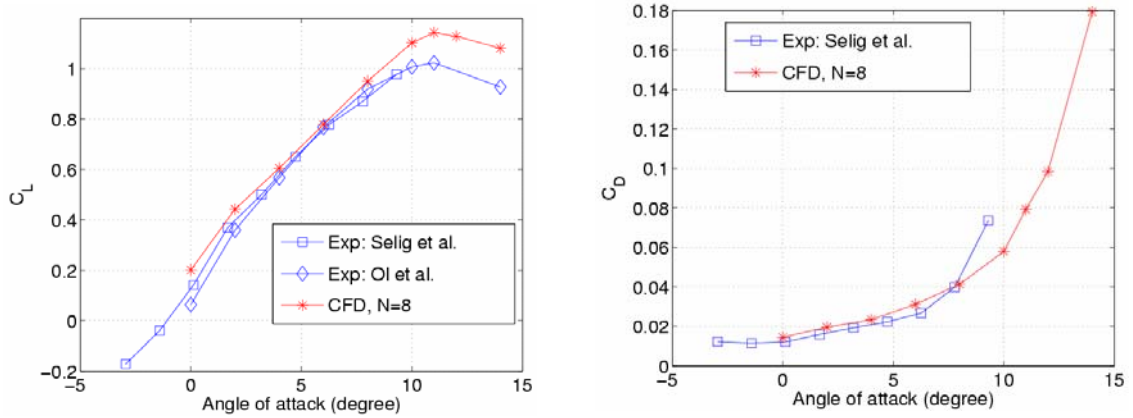 1
0.8
0.6
0.4
0.2
0
−0.2
C_L
Exp: Selig et al.
Exp: Ol et al.
CFD, N=8
−5 0 5 10 15
Angle of attack (degree)
0.18
0.16
0.14
0.12
0.1
0.08
0.06
0.04
0.02
0
C_D
Exp: Selig et al.
CFD, N=8
−5 0 5 10 15
Angle of attack (degree)